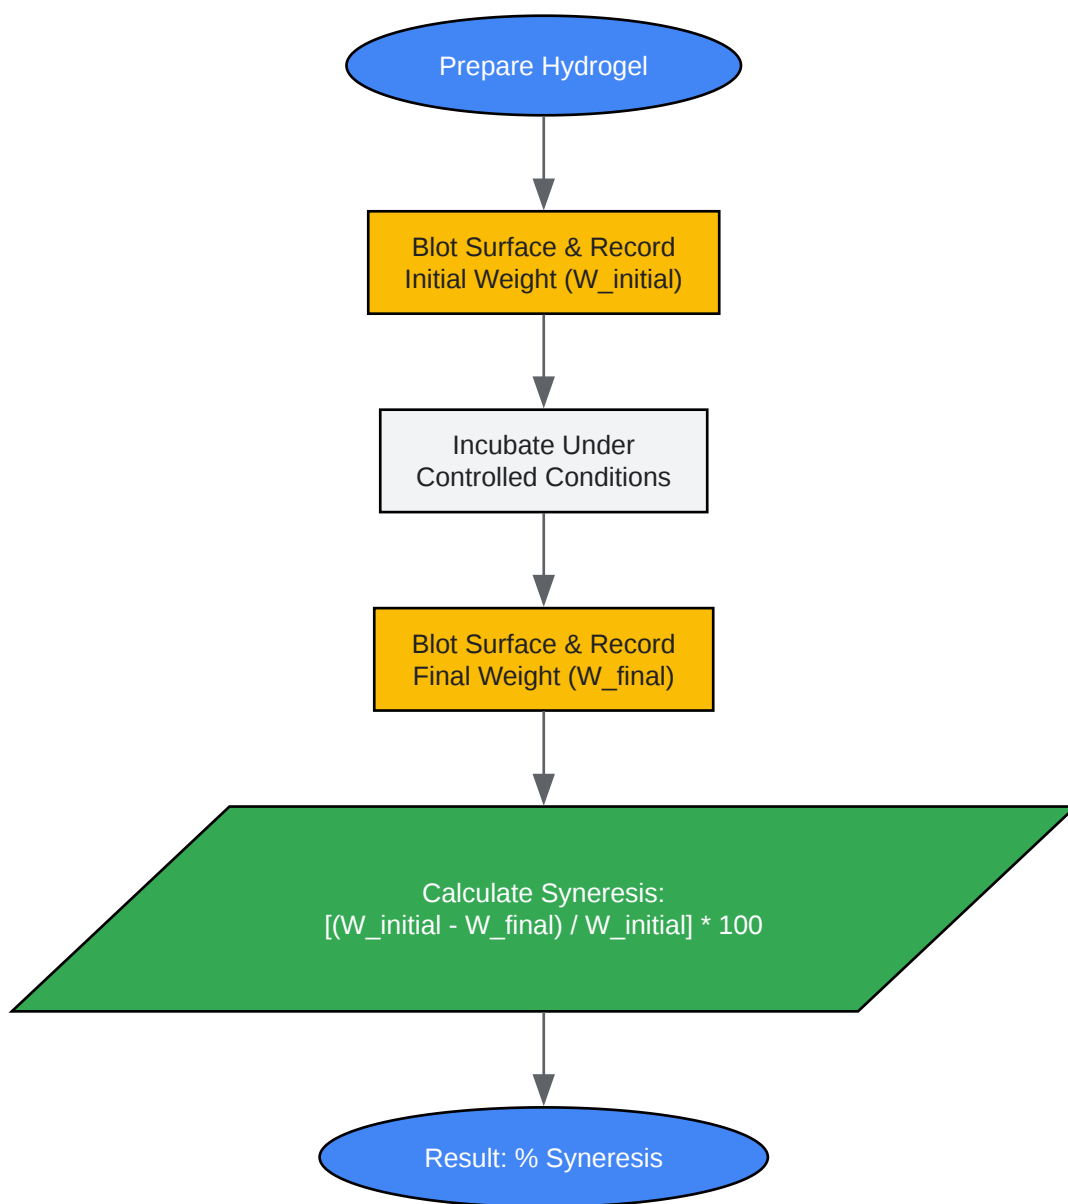 Prepare Hydrogel
Blot Surface & Record
Initial Weight (W_initial)
Incubate Under
Controlled Conditions
Blot Surface & Record
Final Weight (W_final)
Calculate Syneresis:
[(W_initial - W_final) / W_initial] * 100
Result: % Syneresis